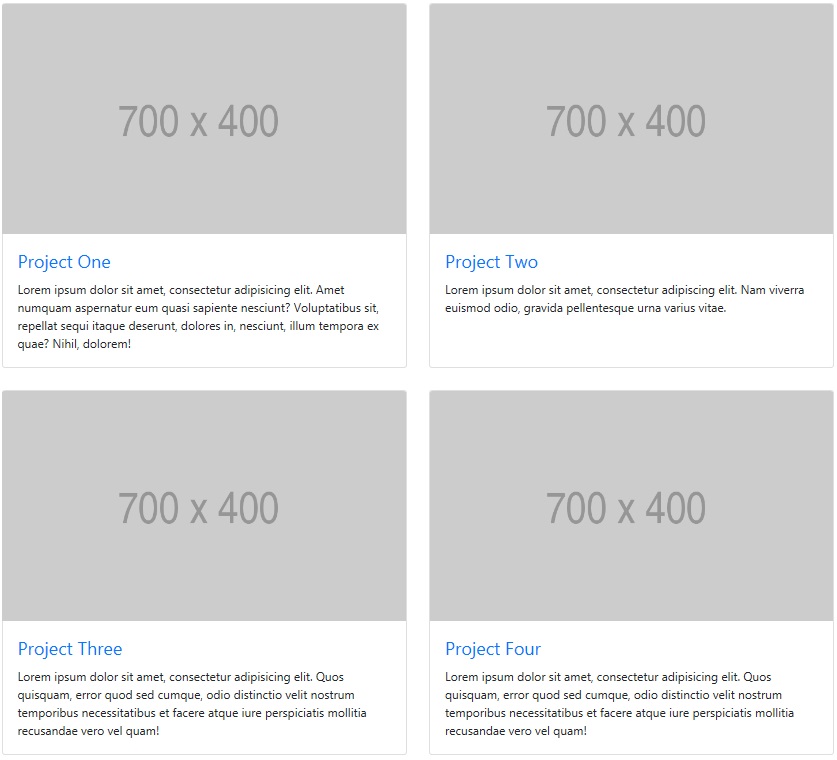 700 x 400
Project One
Lorem ipsum dolor sit amet, consectetur adipisicing elit. Amet
numquam aspernatur eum quasi sapiente nesciunt? Voluptatibus sit,
repellat sequi itaque deserunt, dolores in, nesciunt, illum tempora ex
quae? Nihil, dolorem!
700 x 400
Project Two
Lorem ipsum dolor sit amet, consectetur adipiscing elit. Nam viverra
euismod odio, gravida pellentesque urna varius vitae.
700 x 400
Project Three
Lorem ipsum dolor sit amet, consectetur adipisicing elit. Quos
quisquam, error quod sed cumque, odio distinctio velit nostrum
temporibus necessitatibus et facere atque iure perspiciatis mollitia
recusandae vero vel quam!
700 x 400
Project Four
Lorem ipsum dolor sit amet, consectetur adipisicing elit. Quos
quisquam, error quod sed cumque, odio distinctio velit nostrum
temporibus necessitatibus et facere atque iure perspiciatis mollitia
recusandae vero vel quam!